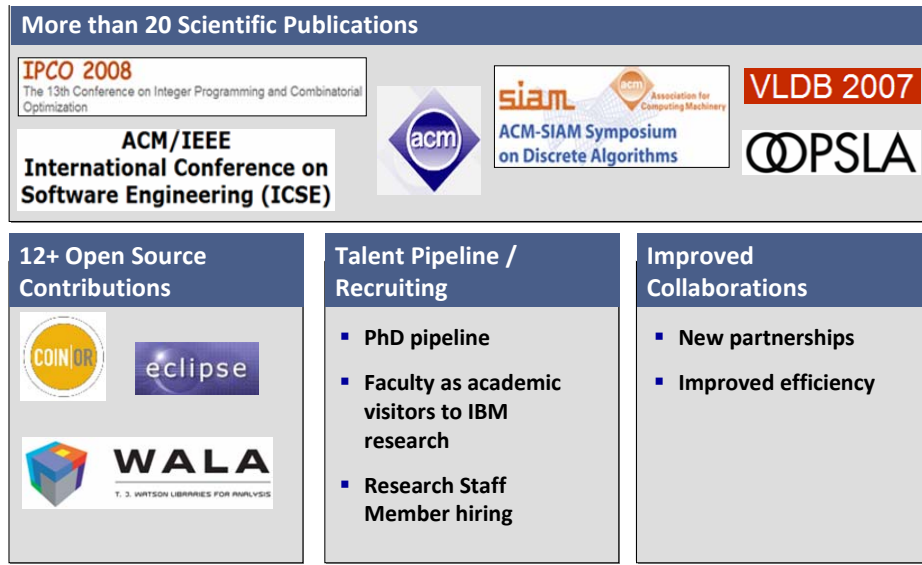 More than 20 Scientific Publications
IPCO 2008
The 13th Conference on Integer Programming and Combinatorial
Optimization
ACM/IEEE
International Conference on
Software Engineering (ICSE)
acm
siam
acm
Association for
Computing Machinery
ACM-SIAM Symposium
on Discrete Algorithms
VLDB 2007
OOPSLA
12+ Open Source
Contributions
COIN|OR
eclipse
WALA
T. J. WATSON LIBRARIES FOR ANALYSIS
Talent Pipeline /
Recruiting
▪ PhD pipeline
▪ Faculty as academic
visitors to IBM
research
▪ Research Staff
Member hiring
Improved
Collaborations
▪ New partnerships
▪ Improved efficiency